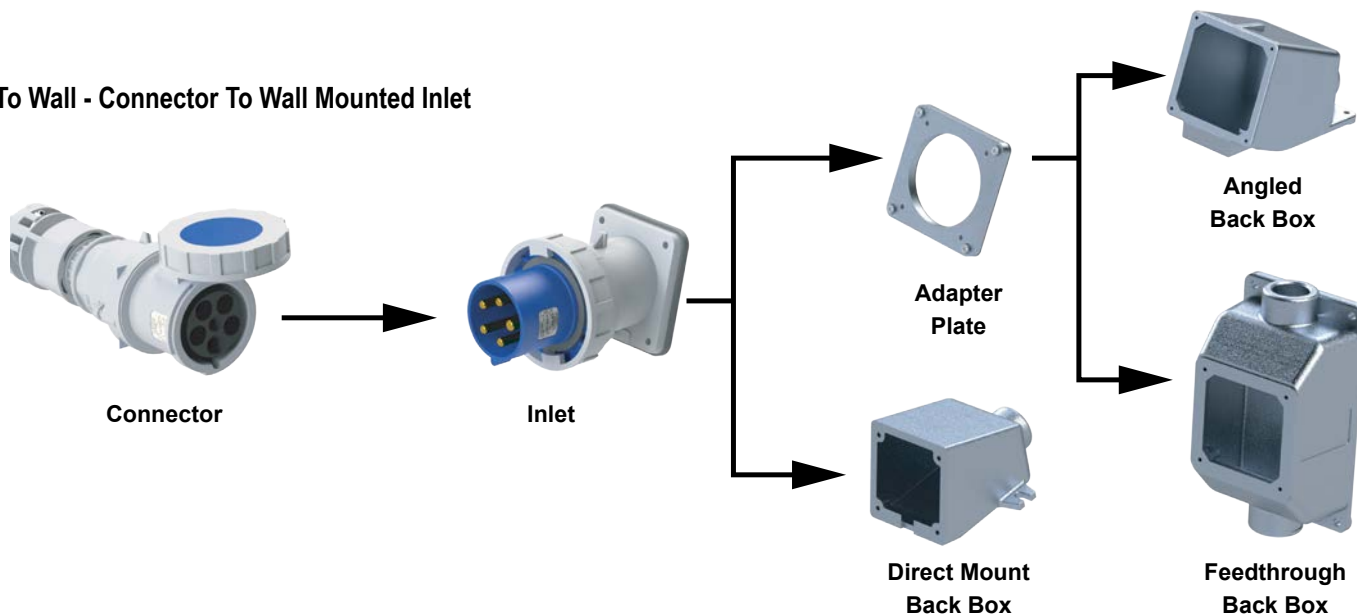 To Wall - Connector To Wall Mounted Inlet
Connector
Inlet
Adapter
Plate
Direct Mount
Back Box
Angled
Back Box
Feedthrough
Back Box